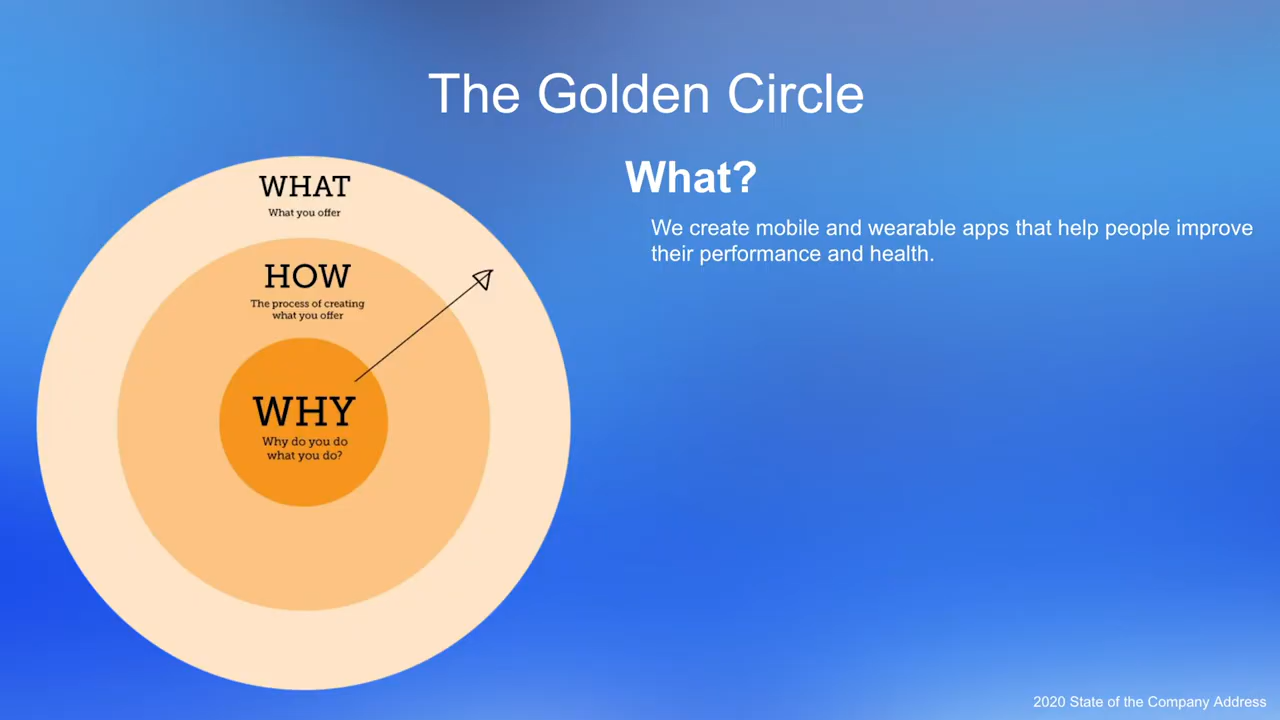 The Golden Circle
WHAT
What you offer
HOW
The process of creating
what you offer
WHY
Why do you do
what you do?
What?
We create mobile and wearable apps that help people improve
their performance and health.
2020 State of the Company Address